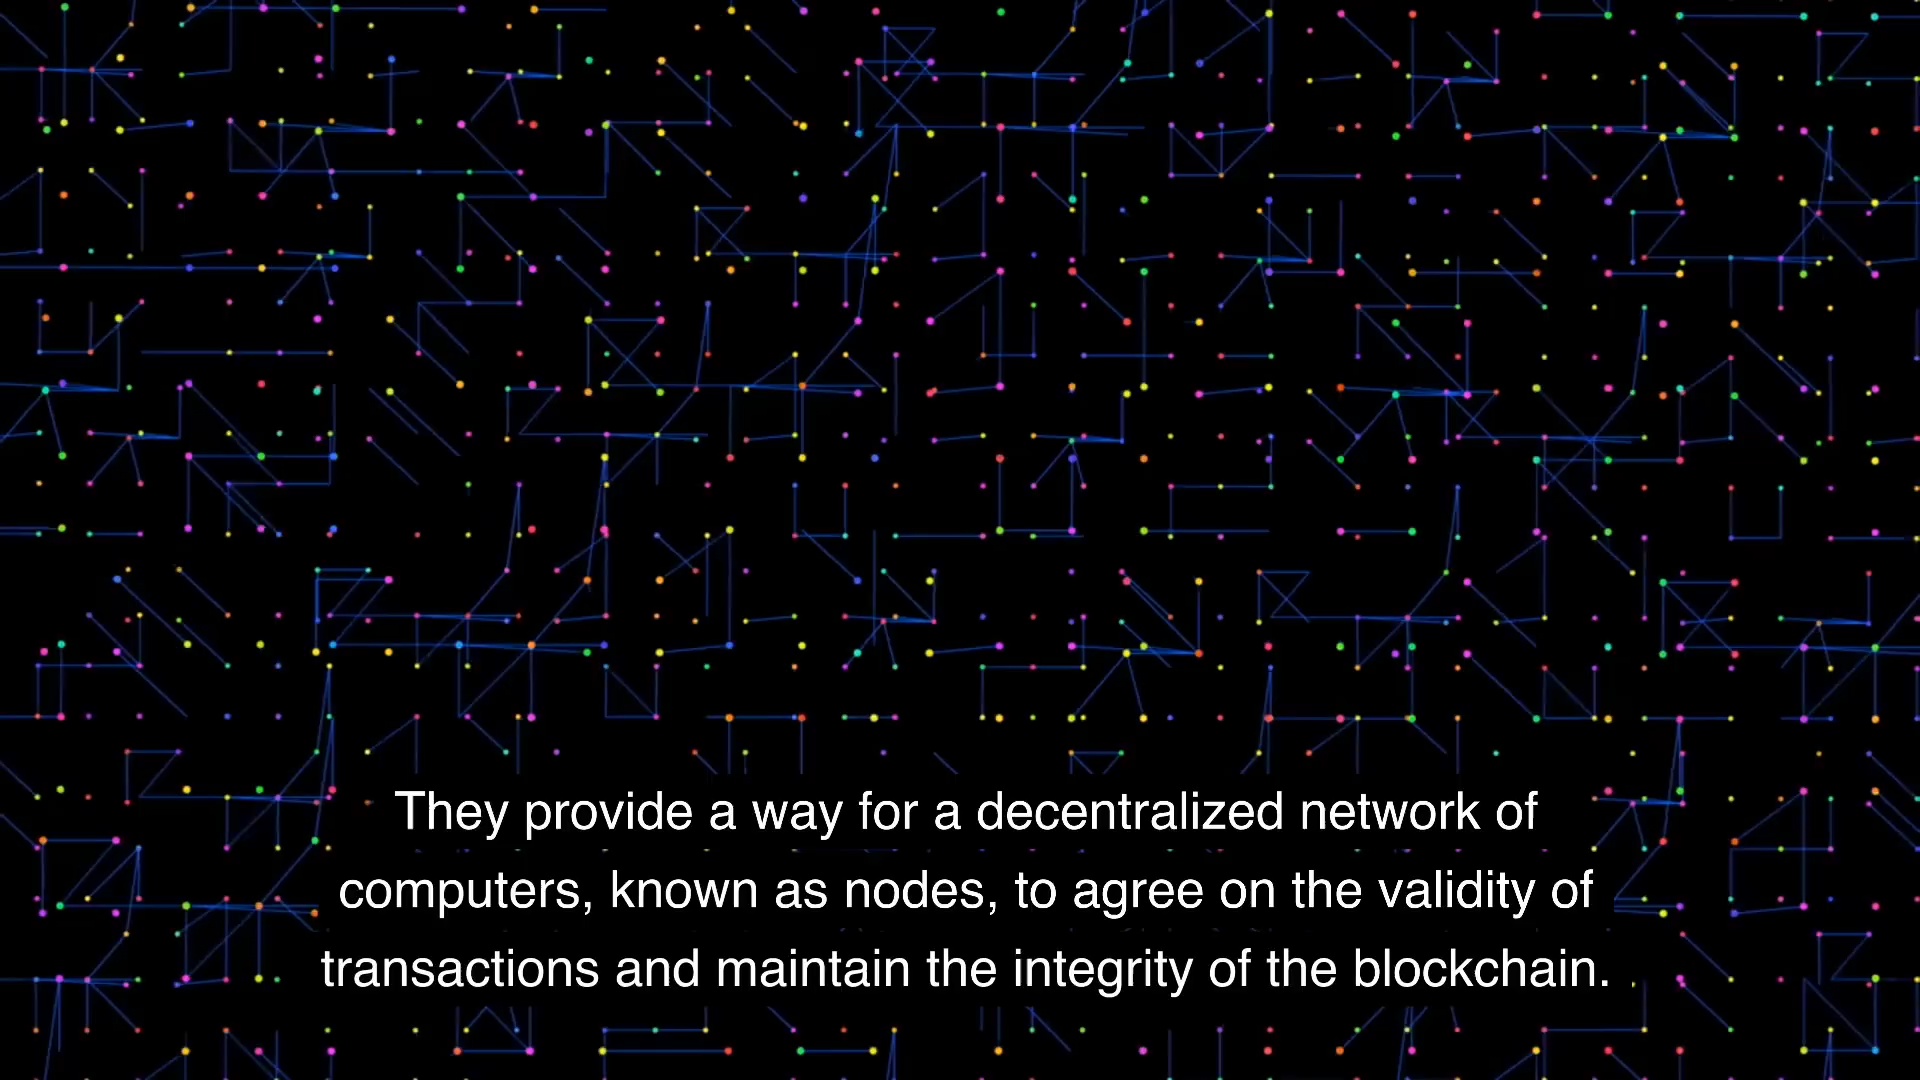 They provide a way for a decentralized network of
computers, known as nodes, to agree on the validity of
transactions and maintain the integrity of the blockchain.